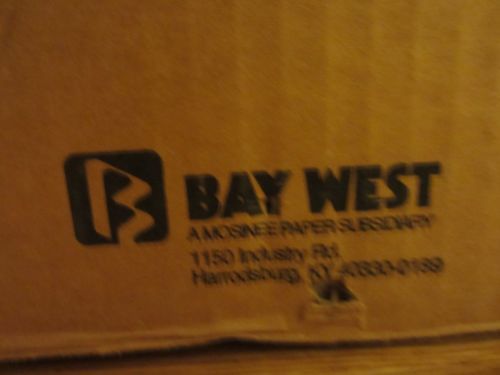 BAY WEST
A MOSINEE PAPER SUBSIDIARY
1150 Industry Rd.
Harrodsburg, KY 40330-0189